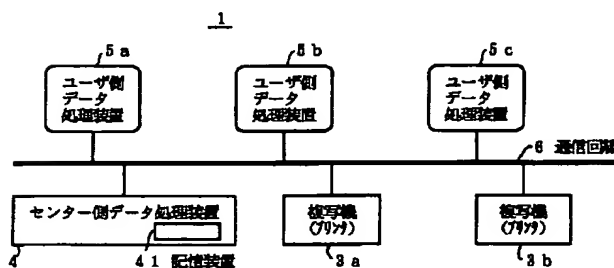 1
5a
5b
5c
ユーザ側
データ
処理装置
ユーザ側
データ
処理装置
ユーザ側
データ
処理装置
6 通信回線
センター側データ処理装置
複写機
(プリンタ)
複写機
(プリンタ)
4
41 記憶装置
3a
3b